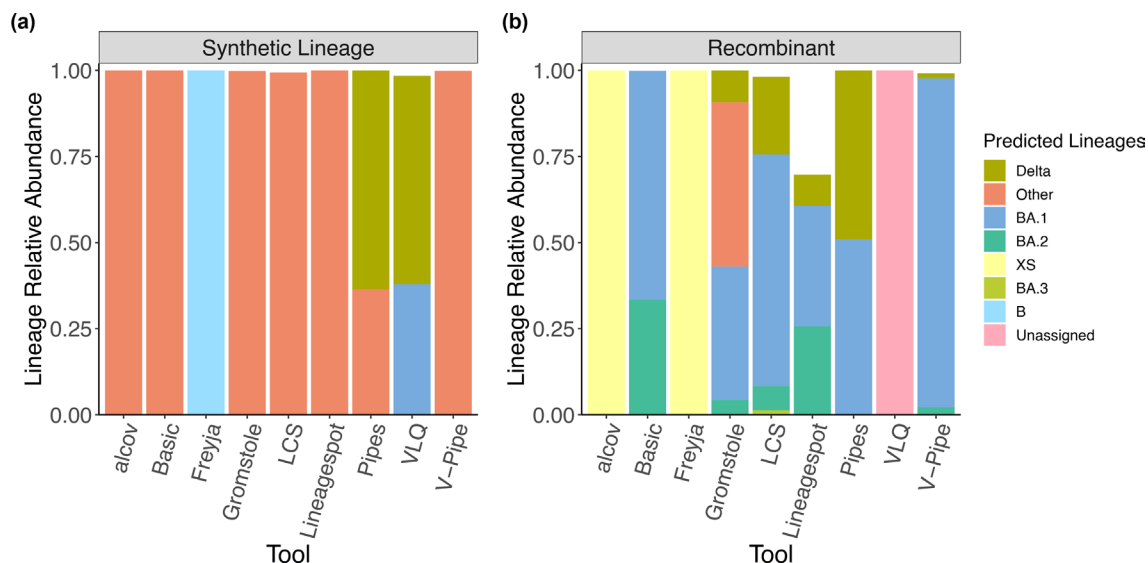 (a)
Synthetic Lineage
Lineage Relative Abundance
1.00
0.75
0.50
0.25
0.00
alcov
Basic
Freyja
Gromstole
LCS
Lineagespot
Pipes
VLQ
V−Pipe
Tool
(b)
Recombinant
Lineage Relative Abundance
1.00
0.75
0.50
0.25
0.00
alcov
Basic
Freyja
Gromstole
LCS
Lineagespot
Pipes
VLQ
V−Pipe
Tool
Predicted Lineages
Delta
Other
BA.1
BA.2
XS
BA.3
B
Unassigned